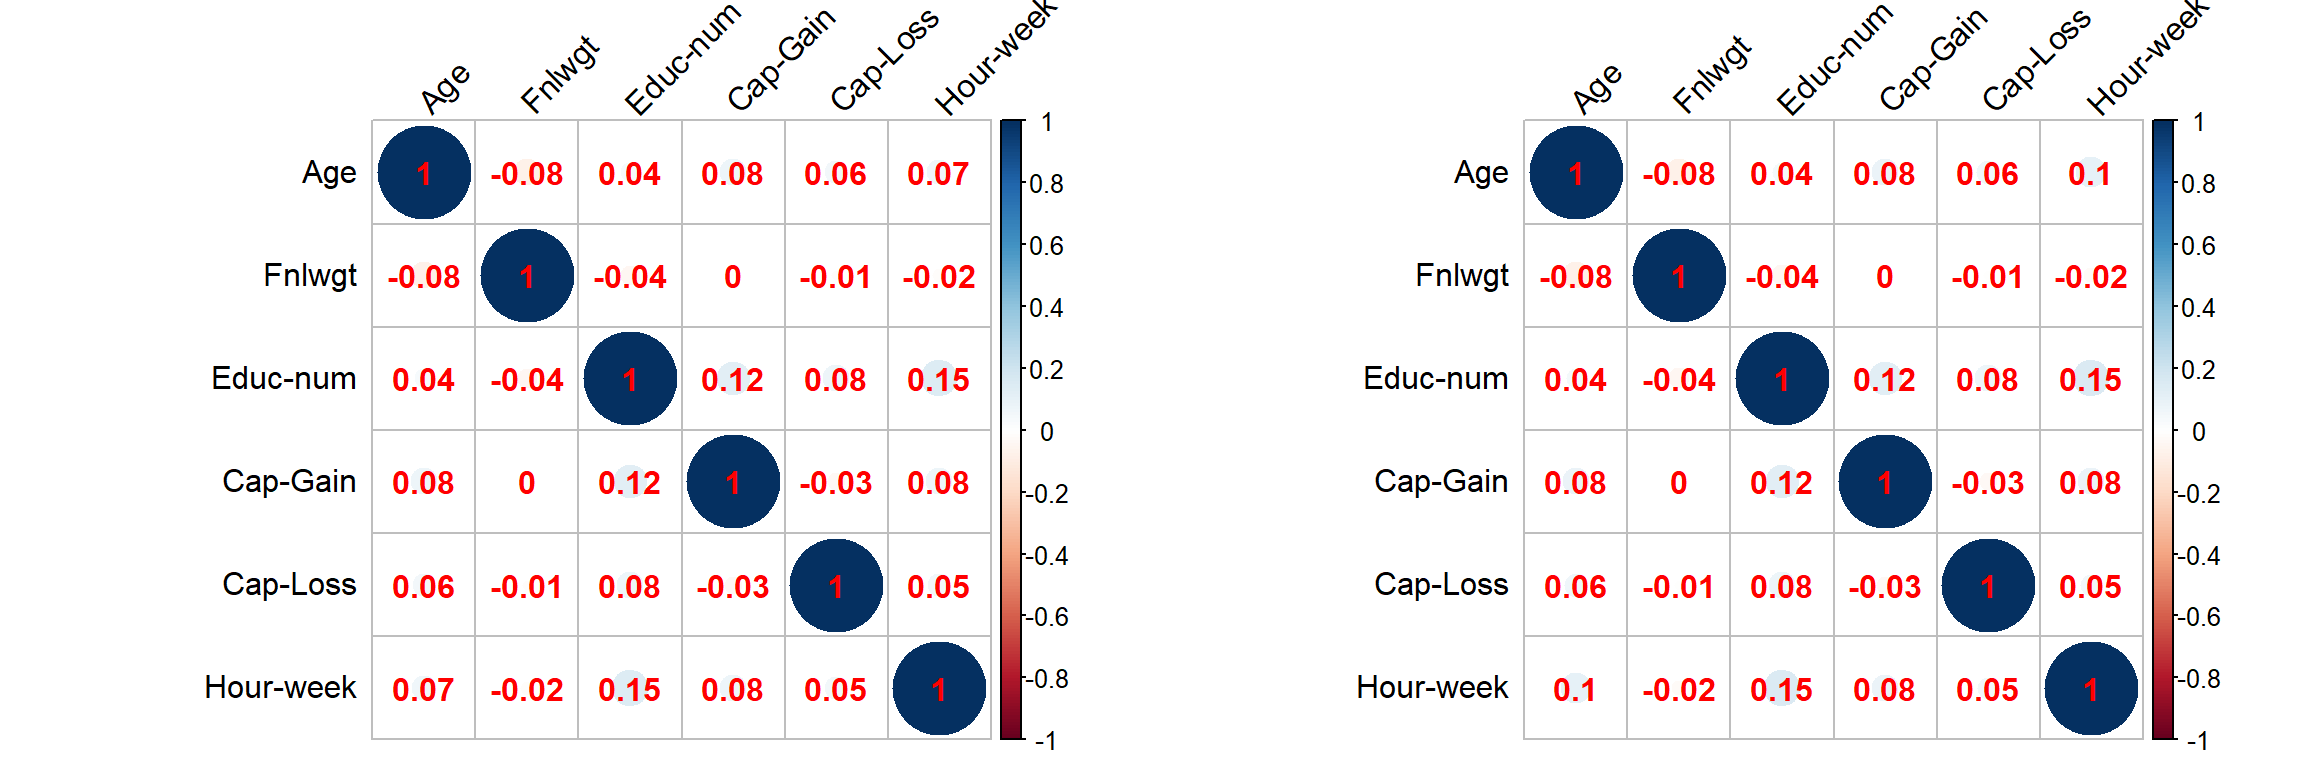 Age Fnlwgt Educ-num Cap-Gain Cap-Loss Hour-week
1
Age 1 -0.08 0.04 0.08 0.06 0.07
0.8
0.6
Fnlwgt -0.08 1 -0.04 0 -0.01 -0.02
0.4
0.2
Educ-num 0.04 -0.04 1 0.12 0.08 0.15
0
Cap-Gain 0.08 0 0.12 1 -0.03 0.08
-0.2
-0.4
Cap-Loss 0.06 -0.01 0.08 -0.03 1 0.05
-0.6
-0.8
Hour-week 0.07 -0.02 0.15 0.08 0.05 1
-1
Age Fnlwgt Educ-num Cap-Gain Cap-Loss Hour-week
1
Age 1 -0.08 0.04 0.08 0.06 0.1
0.8
0.6
Fnlwgt -0.08 1 -0.04 0 -0.01 -0.02
0.4
0.2
Educ-num 0.04 -0.04 1 0.12 0.08 0.15
0
Cap-Gain 0.08 0 0.12 1 -0.03 0.08
-0.2
-0.4
Cap-Loss 0.06 -0.01 0.08 -0.03 1 0.05
-0.6
-0.8
Hour-week 0.1 -0.02 0.15 0.08 0.05 1
-1